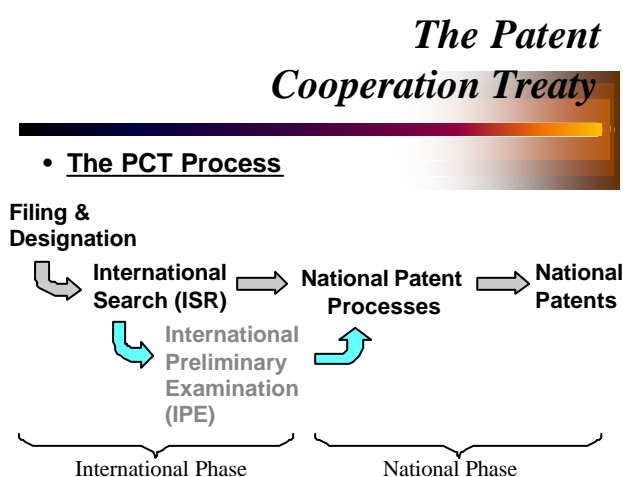 The Patent
Cooperation Treaty
• The PCT Process
Filing &
Designation
International
Search (ISR)
National Patent
Processes
National
Patents
International
Preliminary
Examination
(IPE)
International Phase
National Phase